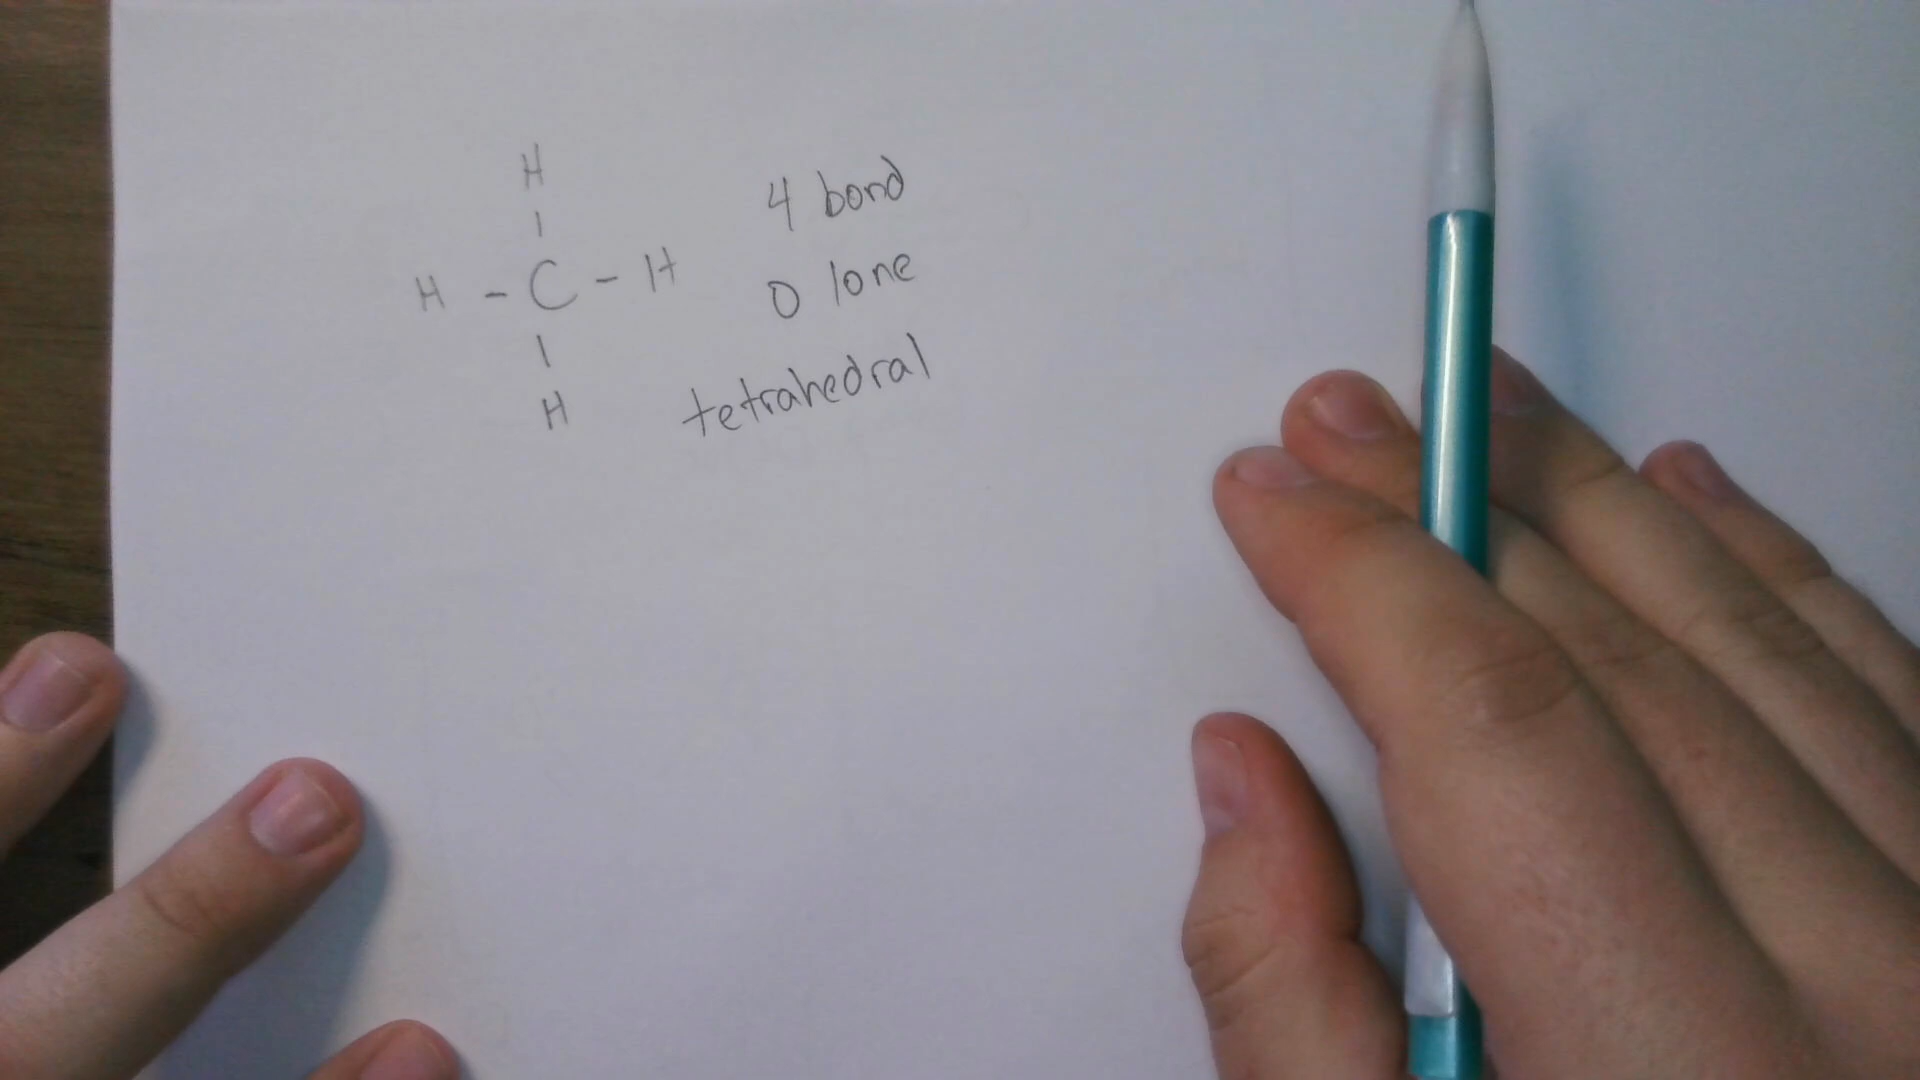 H
|
H - C - H
|
H
4 bond
0 lone
tetrahedral